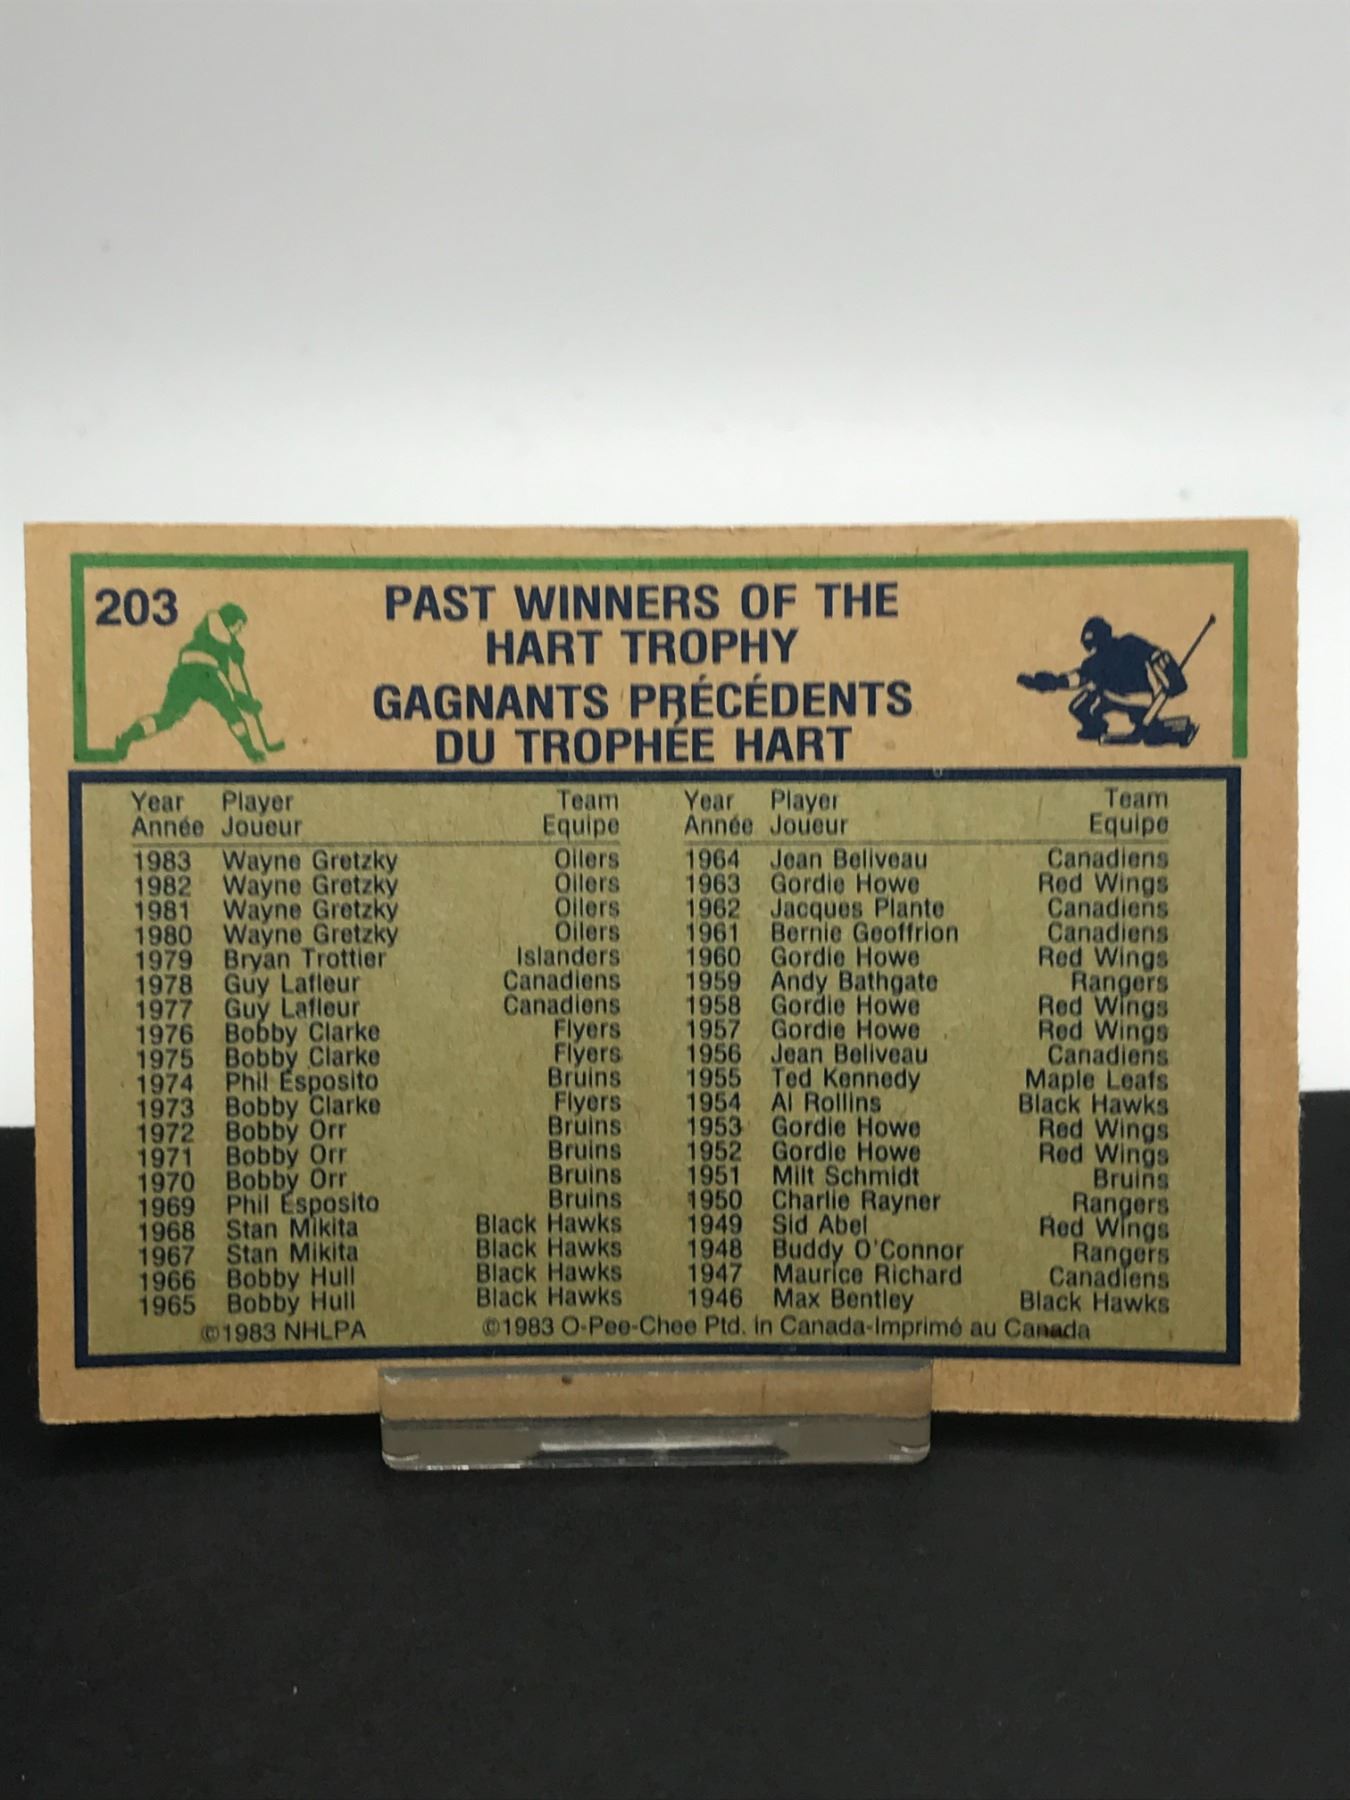 203
PAST WINNERS OF THE
HART TROPHY
GAGNANTS PRÉCÉDENTS
DU TROPHÉE HART
Year Player Team
Année Joueur Equipe
1983 Wayne Gretzky Oilers
1982 Wayne Gretzky Oilers
1981 Wayne Gretzky Oilers
1980 Wayne Gretzky Oilers
1979 Bryan Trottier Islanders
1978 Guy Lafleur Canadiens
1977 Guy Lafleur Canadiens
1976 Bobby Clarke Flyers
1975 Bobby Clarke Flyers
1974 Phil Esposito Bruins
1973 Bobby Clarke Flyers
1972 Bobby Orr Bruins
1971 Bobby Orr Bruins
1970 Bobby Orr Bruins
1969 Phil Esposito Bruins
1968 Stan Mikita Black Hawks
1967 Stan Mikita Black Hawks
1966 Bobby Hull Black Hawks
1965 Bobby Hull Black Hawks
Year Player Team
Année Joueur Equipe
1964 Jean Beliveau Canadiens
1963 Gordie Howe Red Wings
1962 Jacques Plante Canadiens
1961 Bernie Geoffrion Canadiens
1960 Gordie Howe Red Wings
1959 Andy Bathgate Rangers
1958 Gordie Howe Red Wings
1957 Gordie Howe Red Wings
1956 Jean Beliveau Canadiens
1955 Ted Kennedy Maple Leafs
1954 Al Rollins Black Hawks
1953 Gordie Howe Red Wings
1952 Gordie Howe Red Wings
1951 Milt Schmidt Bruins
1950 Charlie Rayner Rangers
1949 Sid Abel Red Wings
1948 Buddy O'Connor Rangers
1947 Maurice Richard Canadiens
1946 Max Bentley Black Hawks
©1983 NHLPA ©1983 O-Pee-Chee Ptd. in Canada-Imprimé au Canada